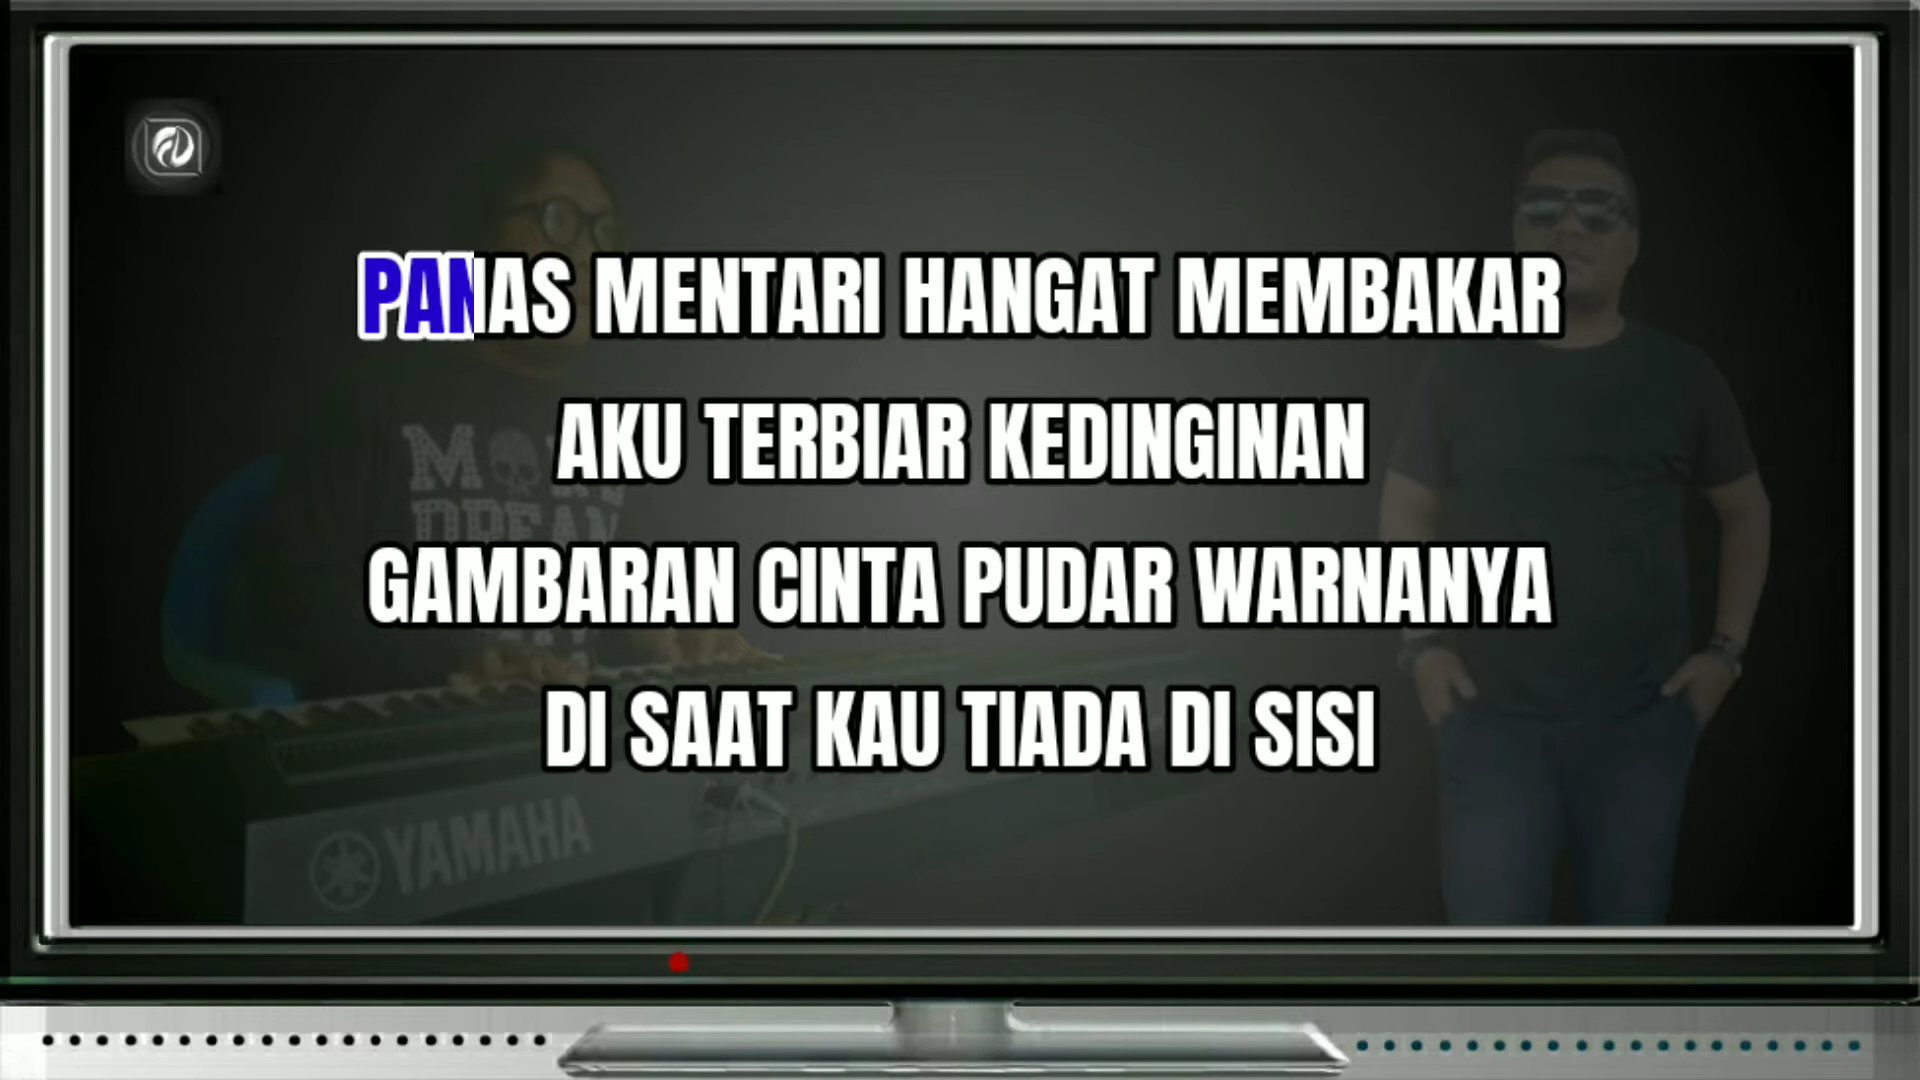 PANAS MENTARI HANGAT MEMBAKAR
AKU TERBIAR KEDINGINAN
GAMBARAN CINTA PUDAR WARNANYA
DI SAAT KAU TIADA DI SISI
YAMAHA